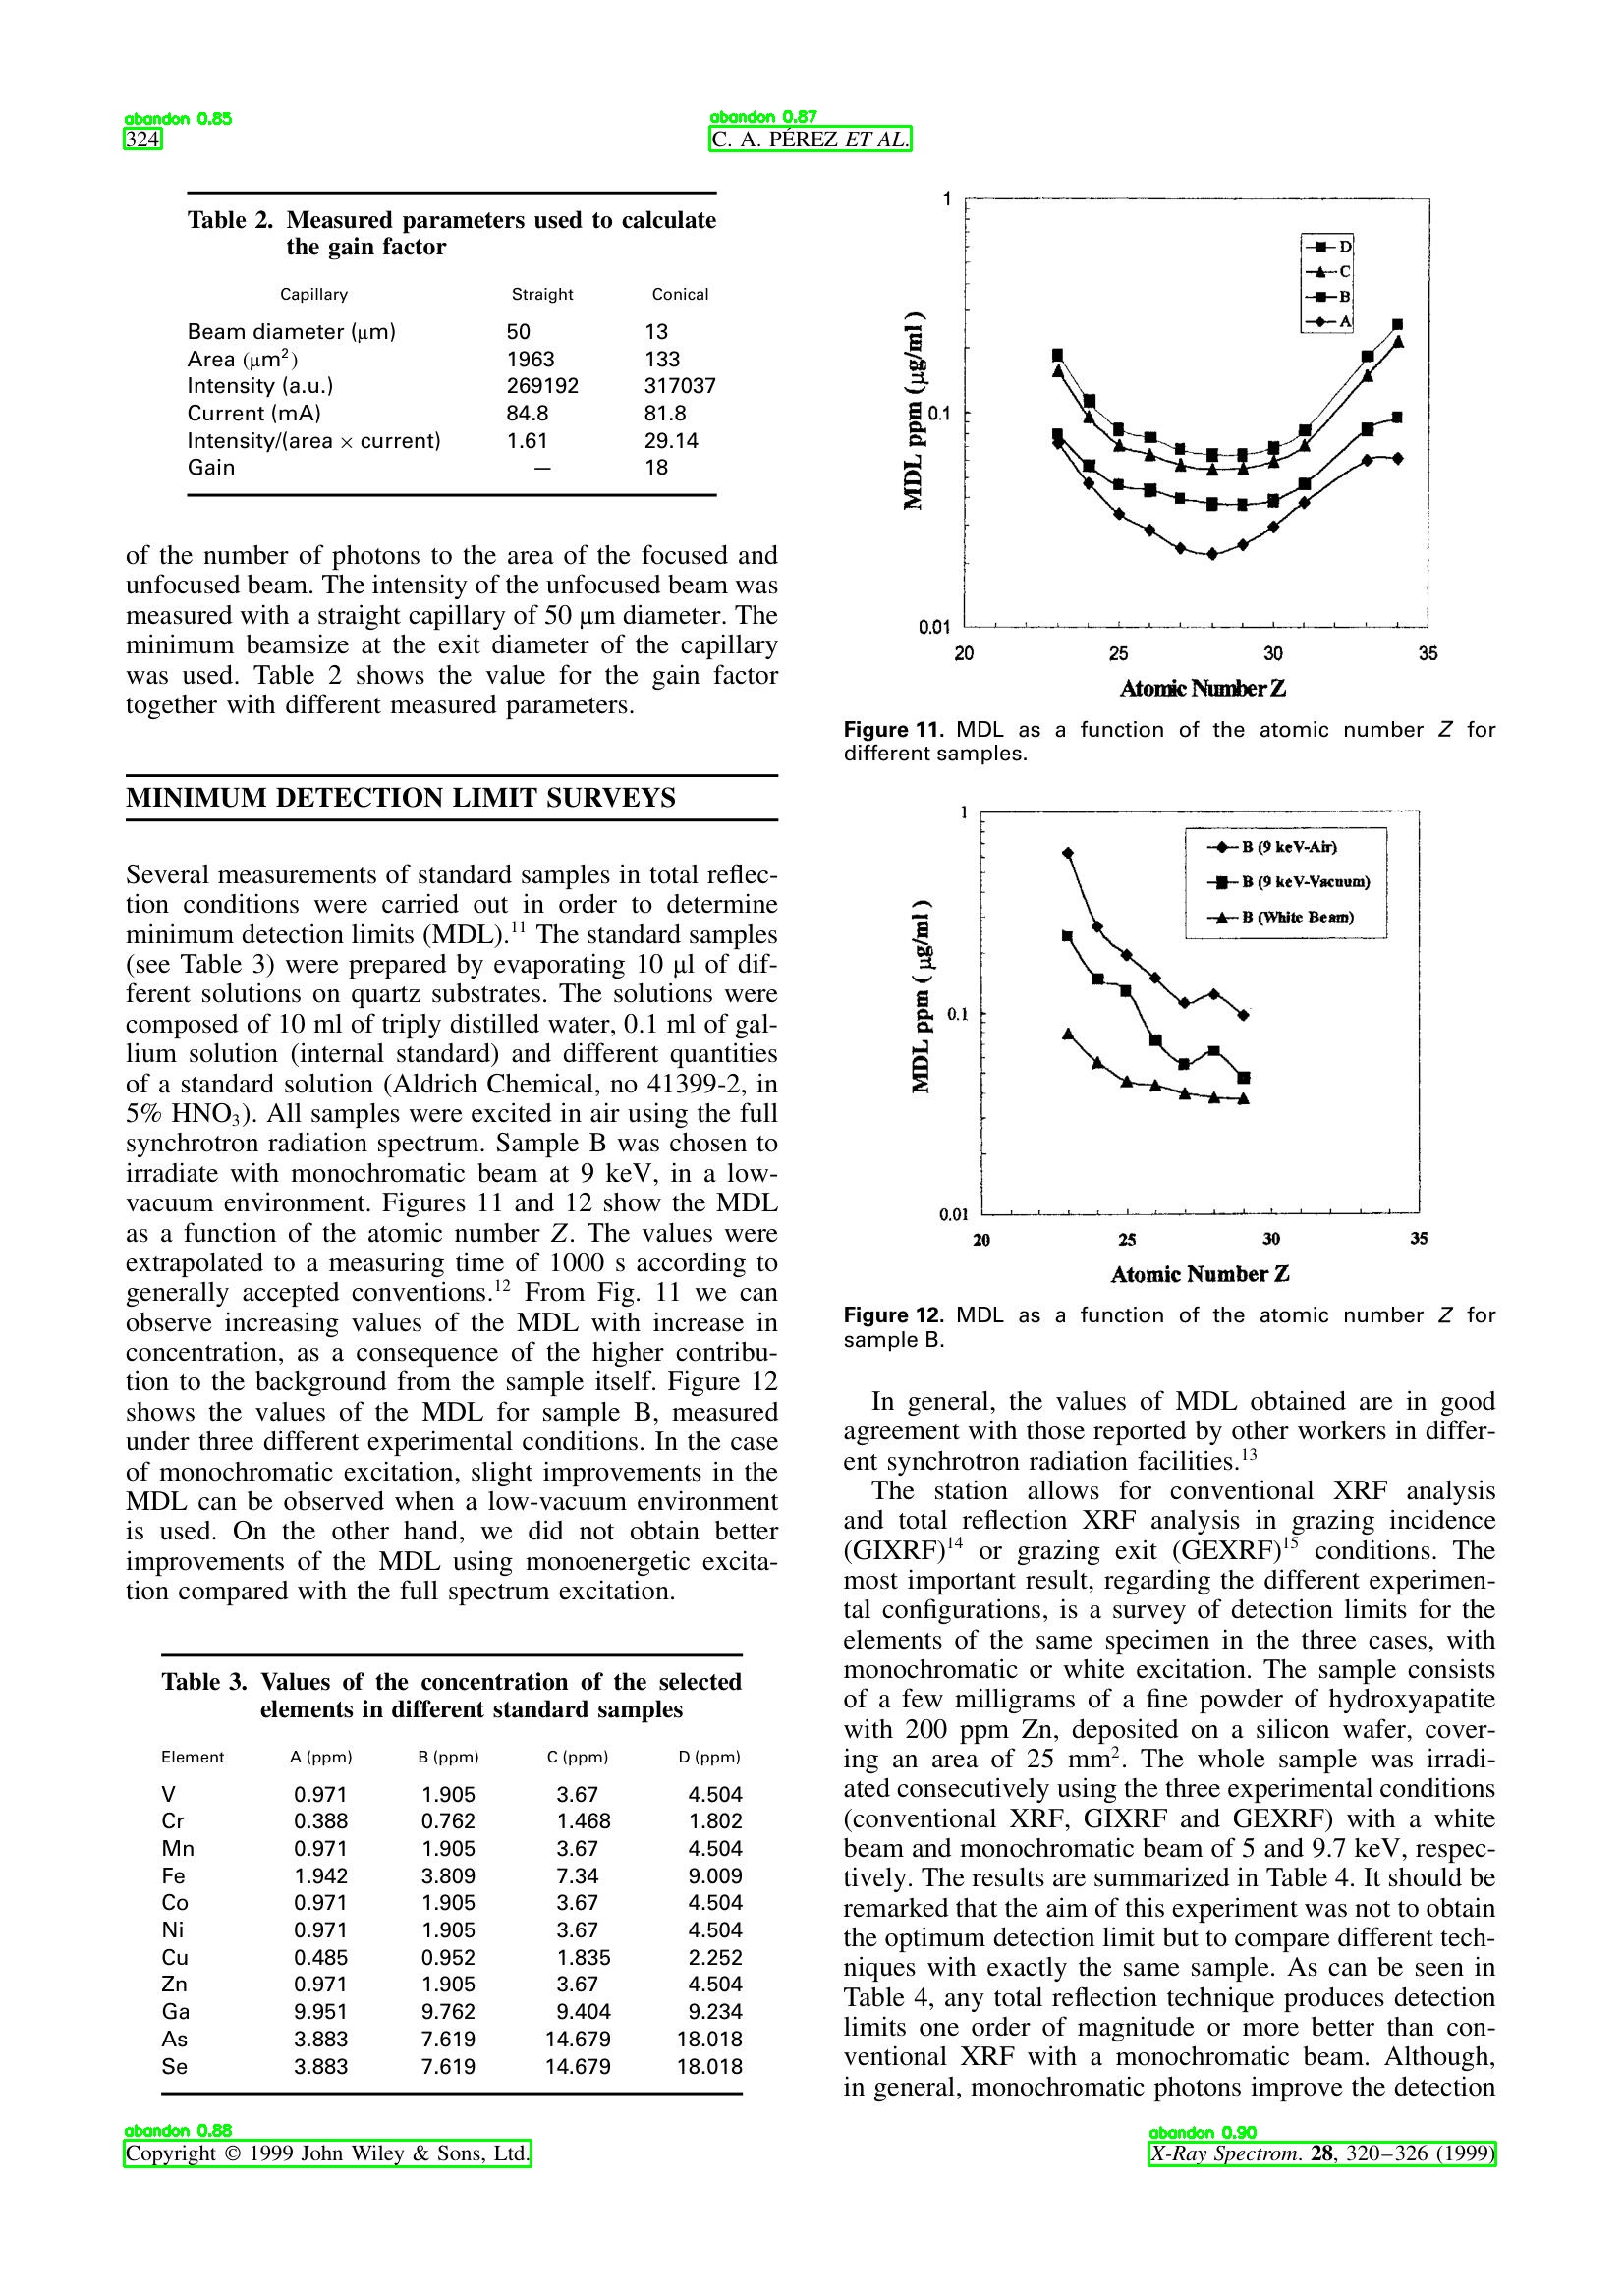 abandon 0.85
324
abandon 0.87
C. A. PÉREZ ET AL.
Table 2. Measured parameters used to calculate
the gain factor
Capillary Straight Conical
Beam diameter (μm) 50 13
Area (μm²) 1963 133
Intensity (a.u.) 269192 317037
Current (mA) 84.8 81.8
Intensity/(area × current) 1.61 29.14
Gain — 18
of the number of photons to the area of the focused and
unfocused beam. The intensity of the unfocused beam was
measured with a straight capillary of 50 μm diameter. The
minimum beamsize at the exit diameter of the capillary
was used. Table 2 shows the value for the gain factor
together with different measured parameters.
MINIMUM DETECTION LIMIT SURVEYS
Several measurements of standard samples in total reflec-
tion conditions were carried out in order to determine
minimum detection limits (MDL).¹¹ The standard samples
(see Table 3) were prepared by evaporating 10 μl of dif-
ferent solutions on quartz substrates. The solutions were
composed of 10 ml of triply distilled water, 0.1 ml of gal-
lium solution (internal standard) and different quantities
of a standard solution (Aldrich Chemical, no 41399-2, in
5% HNO₃). All samples were excited in air using the full
synchrotron radiation spectrum. Sample B was chosen to
irradiate with monochromatic beam at 9 keV, in a low-
vacuum environment. Figures 11 and 12 show the MDL
as a function of the atomic number Z. The values were
extrapolated to a measuring time of 1000 s according to
generally accepted conventions.¹² From Fig. 11 we can
observe increasing values of the MDL with increase in
concentration, as a consequence of the higher contribu-
tion to the background from the sample itself. Figure 12
shows the values of the MDL for sample B, measured
under three different experimental conditions. In the case
of monochromatic excitation, slight improvements in the
MDL can be observed when a low-vacuum environment
is used. On the other hand, we did not obtain better
improvements of the MDL using monoenergetic excita-
tion compared with the full spectrum excitation.
Table 3. Values of the concentration of the selected
elements in different standard samples
Element A (ppm) B (ppm) C (ppm) D (ppm)
V 0.971 1.905 3.67 4.504
Cr 0.388 0.762 1.468 1.802
Mn 0.971 1.905 3.67 4.504
Fe 1.942 3.809 7.34 9.009
Co 0.971 1.905 3.67 4.504
Ni 0.971 1.905 3.67 4.504
Cu 0.485 0.952 1.835 2.252
Zn 0.971 1.905 3.67 4.504
Ga 9.951 9.762 9.404 9.234
As 3.883 7.619 14.679 18.018
Se 3.883 7.619 14.679 18.018
1
D
C
B
A
MDL ppm (μg/ml )
0.1
0.01
20 25 30 35
Atomic Number Z
Figure 11. MDL as a function of the atomic number Z for
different samples.
1
B (9 keV-Air)
B (9 keV-Vacuum)
B (White Beam)
MDL ppm ( μg/ml )
0.1
0.01
20 25 30 35
Atomic Number Z
Figure 12. MDL as a function of the atomic number Z for
sample B.
In general, the values of MDL obtained are in good
agreement with those reported by other workers in differ-
ent synchrotron radiation facilities.¹³
The station allows for conventional XRF analysis
and total reflection XRF analysis in grazing incidence
(GIXRF)¹⁴ or grazing exit (GEXRF)¹⁵ conditions. The
most important result, regarding the different experimen-
tal configurations, is a survey of detection limits for the
elements of the same specimen in the three cases, with
monochromatic or white excitation. The sample consists
of a few milligrams of a fine powder of hydroxyapatite
with 200 ppm Zn, deposited on a silicon wafer, cover-
ing an area of 25 mm². The whole sample was irradi-
ated consecutively using the three experimental conditions
(conventional XRF, GIXRF and GEXRF) with a white
beam and monochromatic beam of 5 and 9.7 keV, respec-
tively. The results are summarized in Table 4. It should be
remarked that the aim of this experiment was not to obtain
the optimum detection limit but to compare different tech-
niques with exactly the same sample. As can be seen in
Table 4, any total reflection technique produces detection
limits one order of magnitude or more better than con-
ventional XRF with a monochromatic beam. Although,
in general, monochromatic photons improve the detection
abandon 0.88
Copyright © 1999 John Wiley & Sons, Ltd.
abandon 0.90
X-Ray Spectrom. 28, 320–326 (1999)